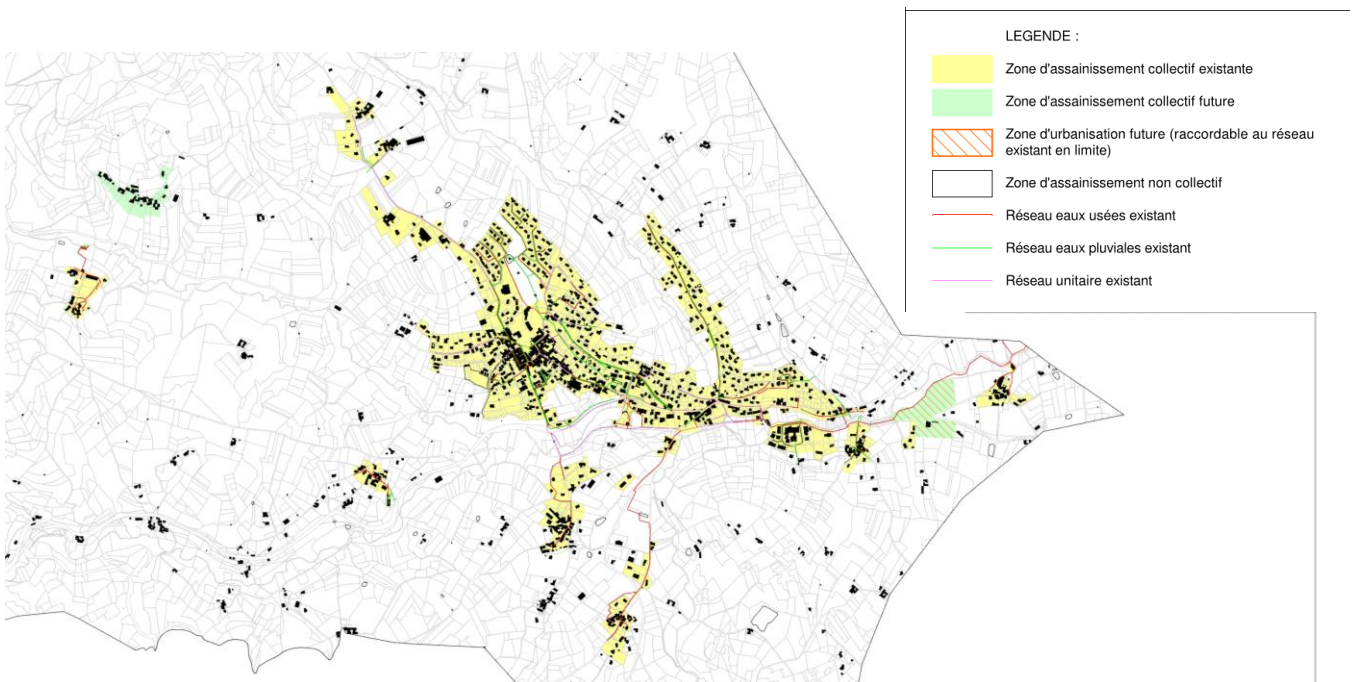 LEGENDE :
Zone d'assainissement collectif existante
Zone d'assainissement collectif future
Zone d'urbanisation future (raccordable au réseau
existant en limite)
Zone d'assainissement non collectif
Réseau eaux usées existant
Réseau eaux pluviales existant
Réseau unitaire existant